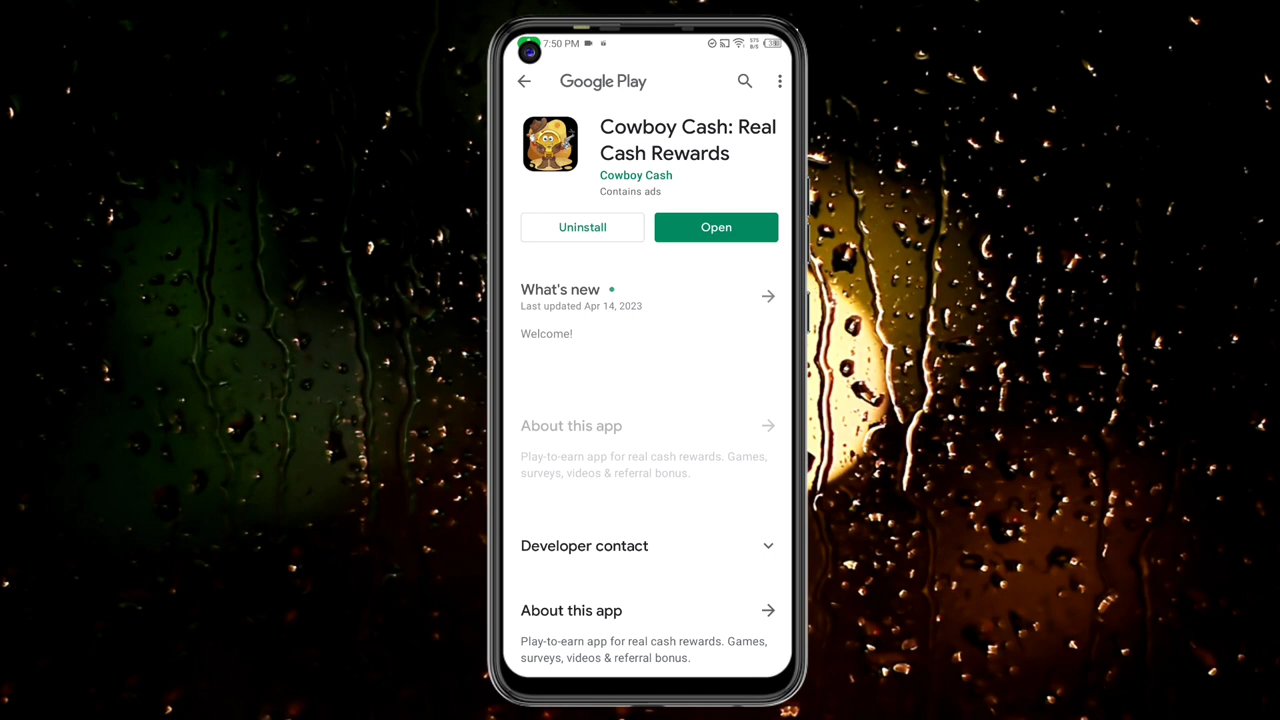 7:50 PM
Google Play
Cowboy Cash: Real
Cash Rewards
Cowboy Cash
Contains ads
Uninstall
Open
What's new
Last updated Apr 14, 2023
Welcome!
About this app
Play-to-earn app for real cash rewards. Games,
surveys, videos & referral bonus.
Developer contact
About this app
Play-to-earn app for real cash rewards. Games,
surveys, videos & referral bonus.